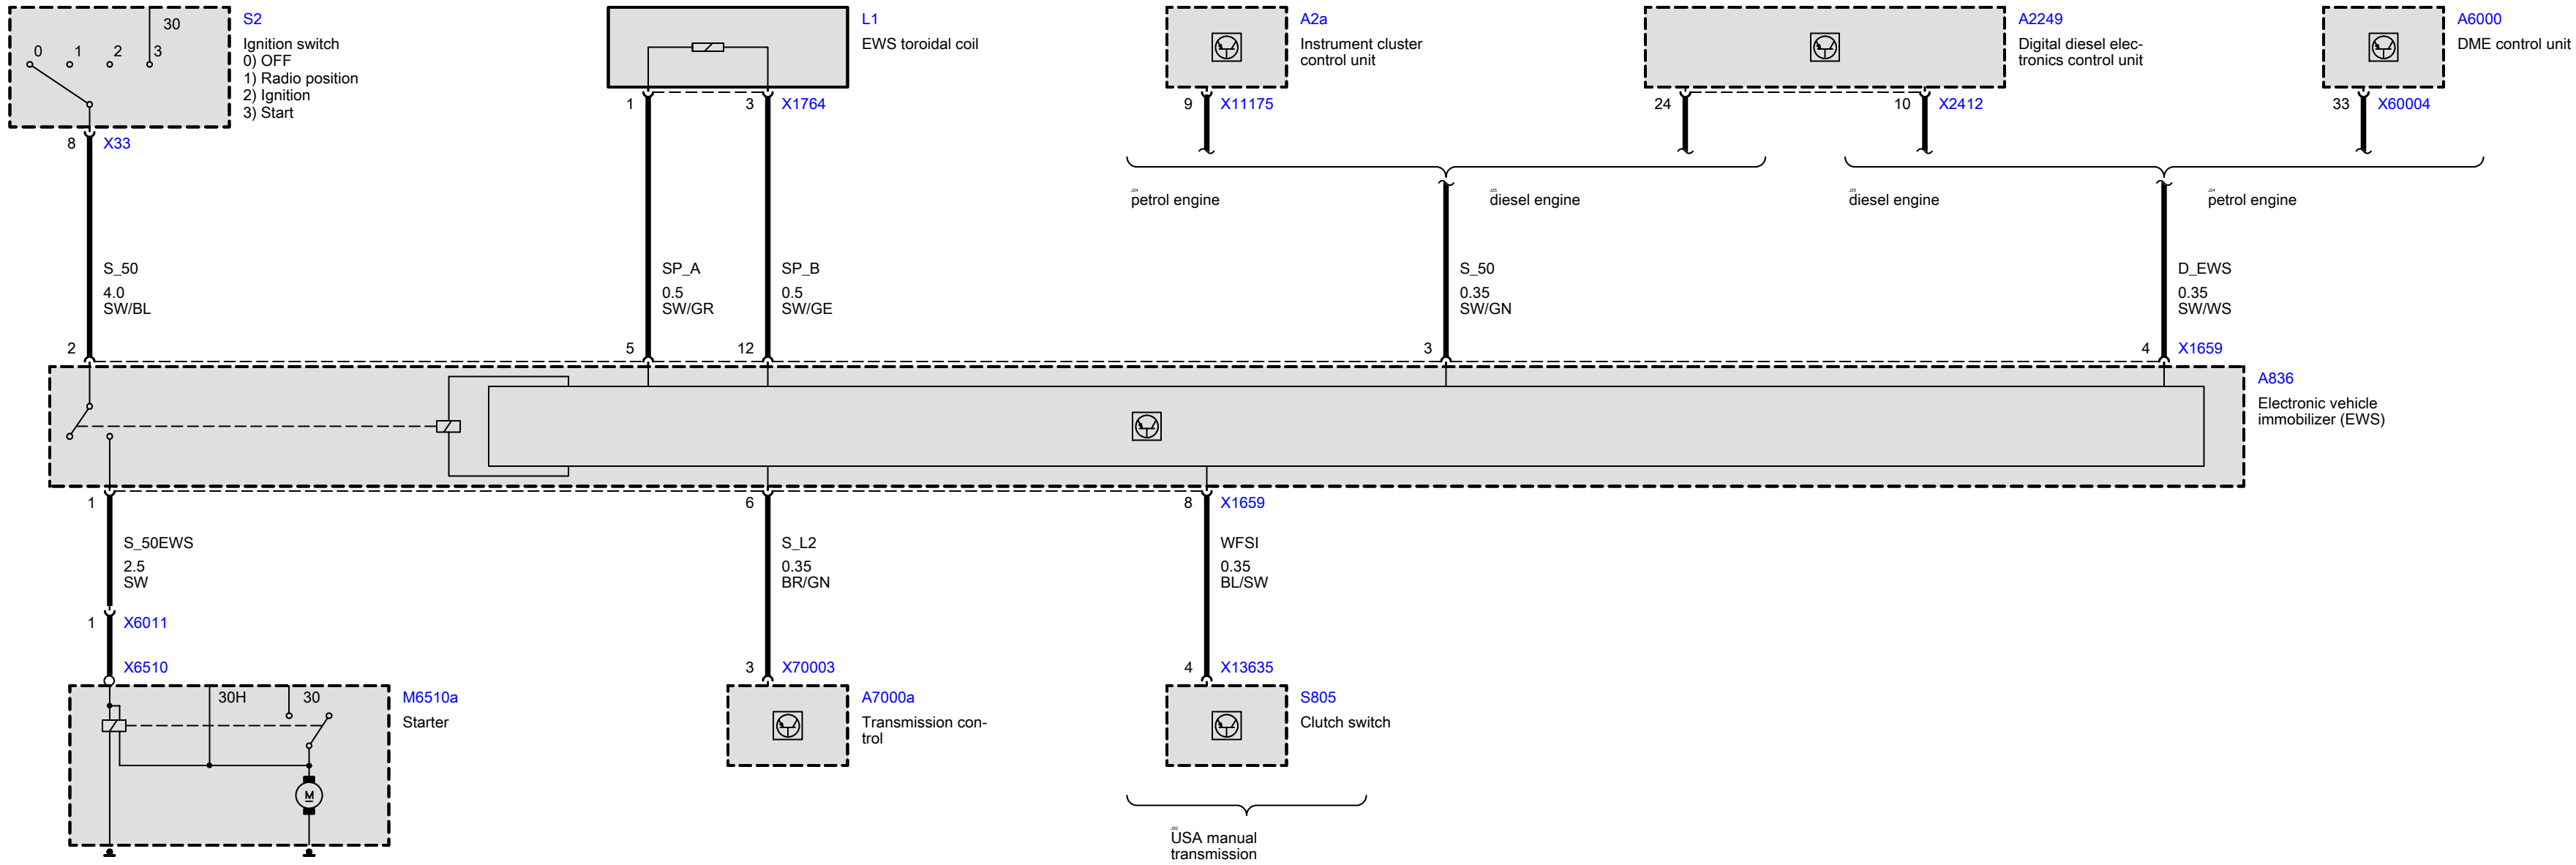 30
0
1
2
3
S2
Ignition switch
0) OFF
1) Radio position
2) Ignition
3) Start
8
X33
L1
EWS toroidal coil
1
3
X1764
A2a
Instrument cluster
control unit
9
X11175
A2249
Digital diesel elec-
tronics control unit
24
10
X2412
A6000
DME control unit
33
X60004
petrol engine
diesel engine
diesel engine
petrol engine
S_50
4.0
SW/BL
SP_A
0.5
SW/GR
SP_B
0.5
SW/GE
S_50
0.35
SW/GN
D_EWS
0.35
SW/WS
2
5
12
3
4
X1659
A836
Electronic vehicle
immobilizer (EWS)
1
6
8
X1659
S_50EWS
2.5
SW
S_L2
0.35
BR/GN
WFSI
0.35
BL/SW
1
X6011
X6510
3
X70003
4
X13635
30H
30
M
M6510a
Starter
A7000a
Transmission con-
trol
S805
Clutch switch
USA manual
transmission